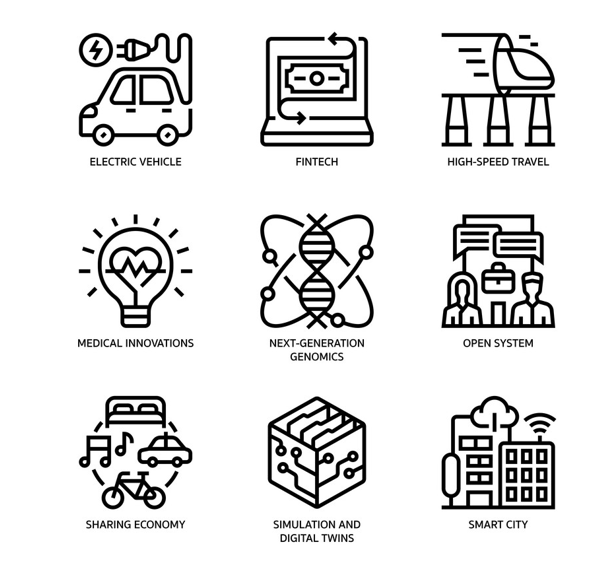 ELECTRIC VEHICLE
FINTECH
HIGH-SPEED TRAVEL
MEDICAL INNOVATIONS
NEXT-GENERATION
GENOMICS
OPEN SYSTEM
SHARING ECONOMY
SIMULATION AND
DIGITAL TWINS
SMART CITY